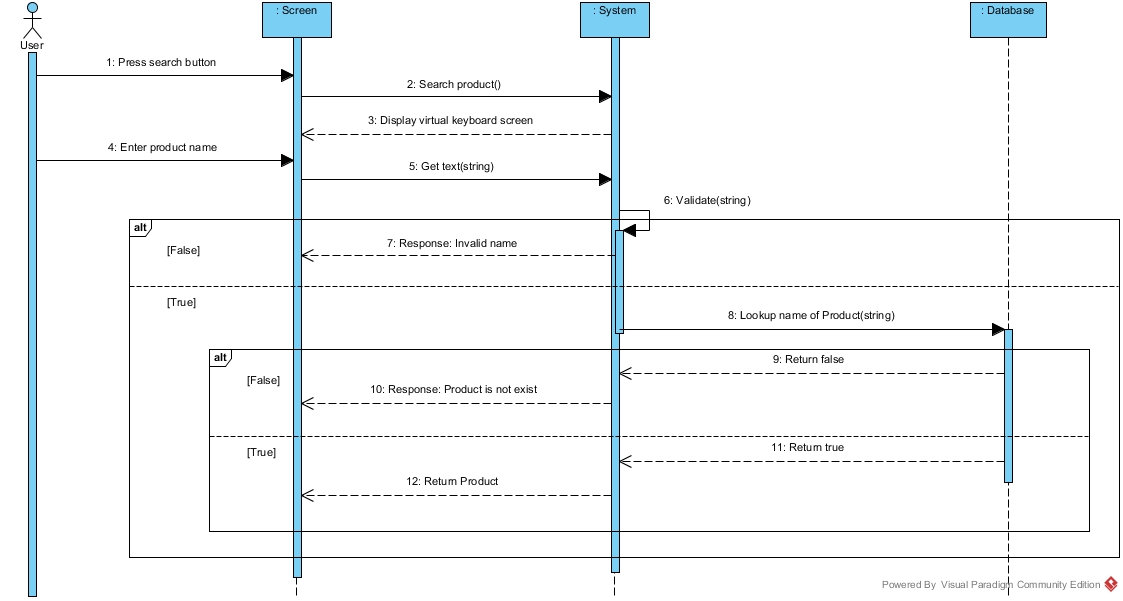 : Screen
: System
: Database
User
1: Press search button
2: Search product()
3: Display virtual keyboard screen
4: Enter product name
5: Get text(string)
6: Validate(string)
alt
[False]
7: Response: Invalid name
[True]
8: Lookup name of Product(string)
alt
9: Return false
[False]
10: Response: Product is not exist
11: Return true
[True]
12: Return Product
Powered By Visual Paradigm Community Edition